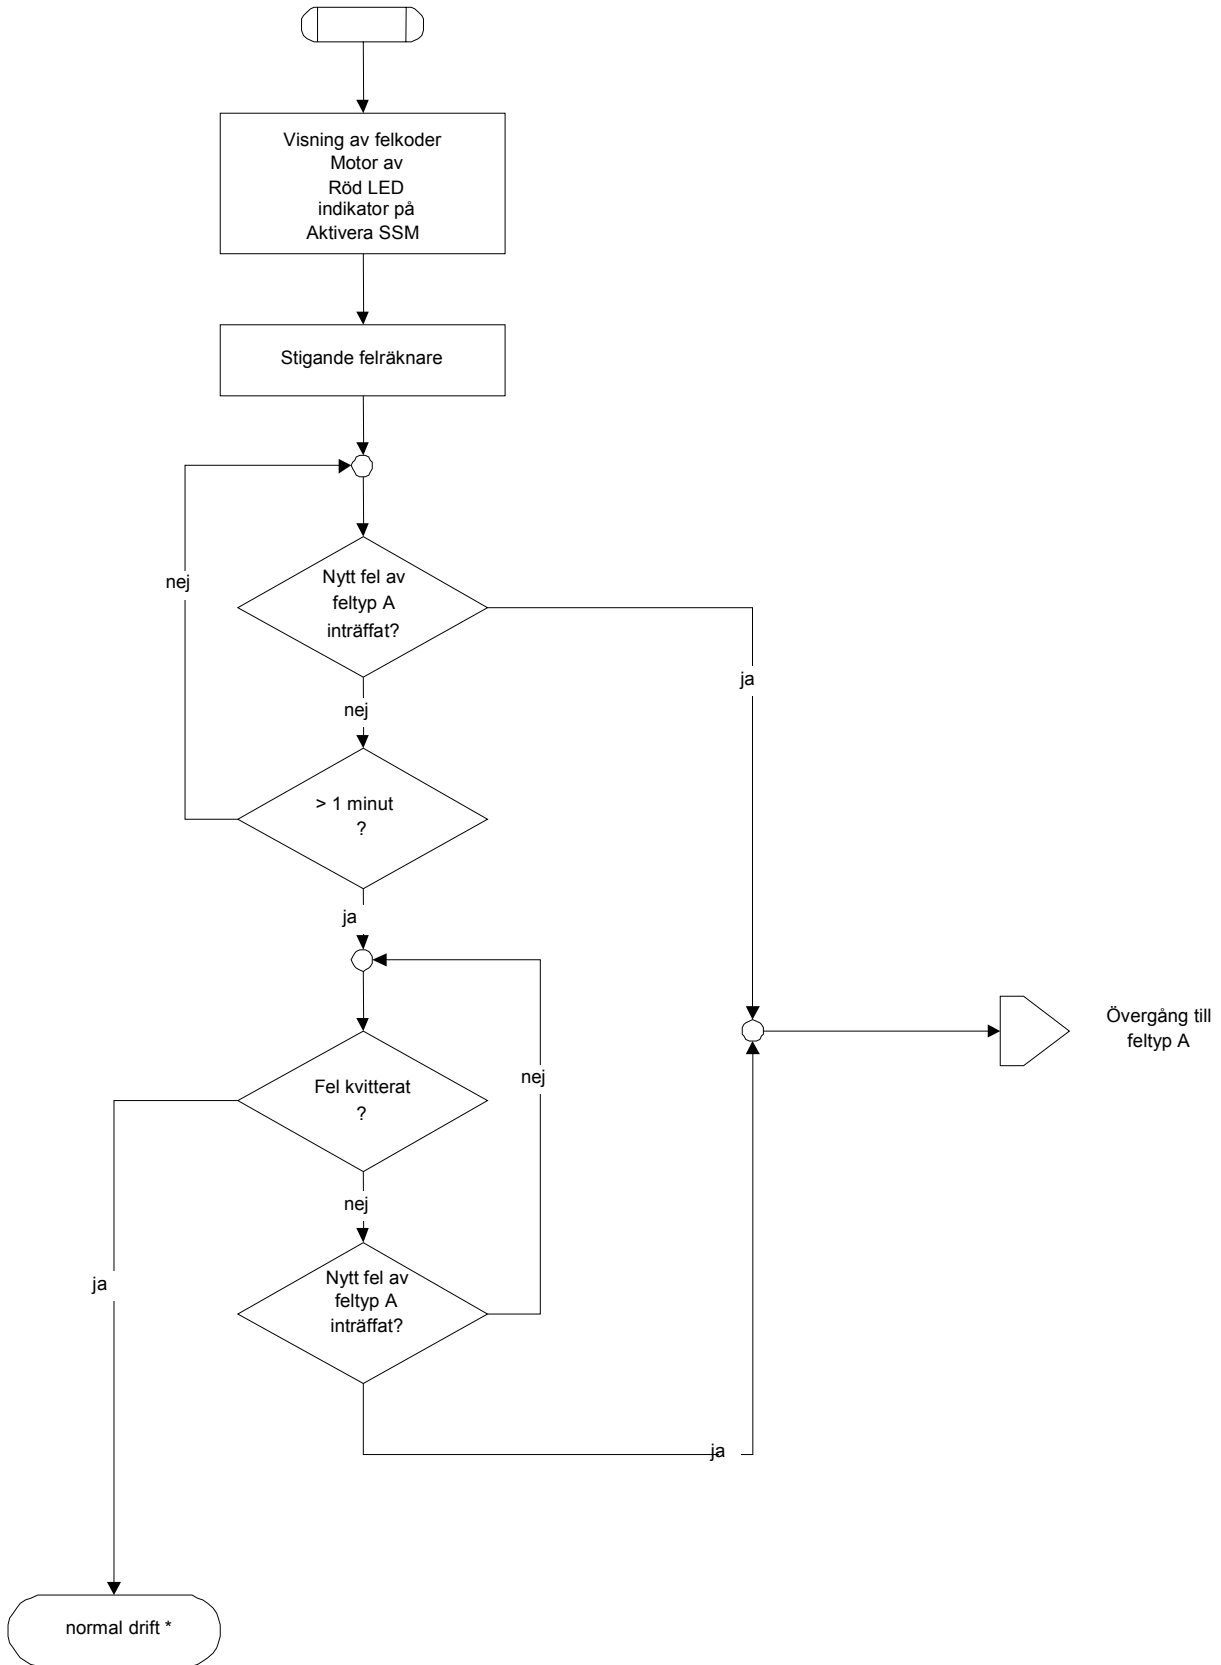 Visning av felkoder
Motor av
Röd LED
indikator på
Aktivera SSM
Stigande felräknare
Nytt fel av
feltyp A
inträffat?
nej
ja
nej
> 1 minut
?
ja
Övergång till
feltyp A
Fel kvitterat
?
nej
nej
ja
Nytt fel av
feltyp A
inträffat?
ja
normal drift *